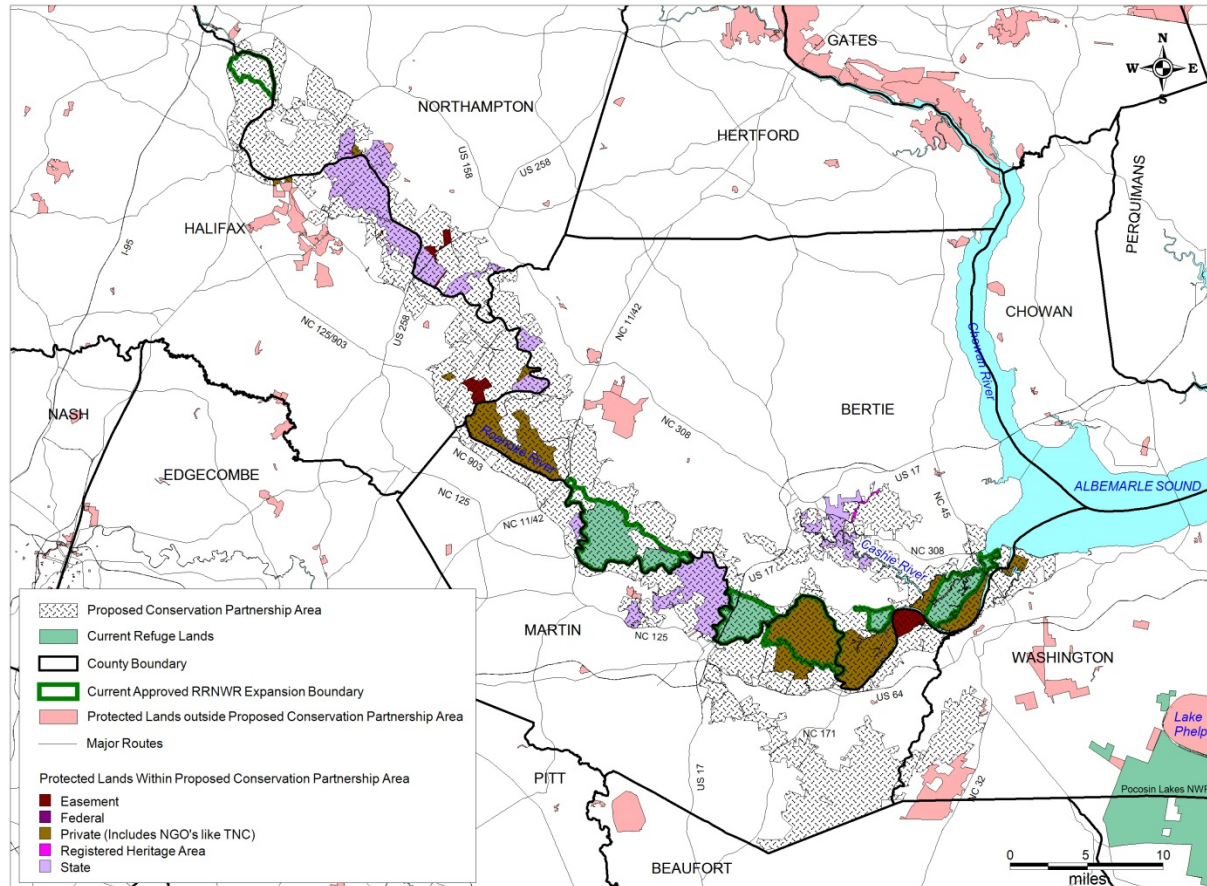 GATES
N
W E
S
NORTHAMPTON
HERTFORD
US 158
US 258
PERQUIMANS
HALIFAX
I-95
CHOWAN
NC 125/903
US 258
NC 11/42
Chowan River
NASH
BERTIE
NC 308
EDGECOMBE
Roanoke River
NC 903
NC 125
NC 11/42
US 17
NC 45
ALBEMARLE SOUND
Cashie River
NC 308
US 17
MARTIN
NC 125
WASHINGTON
US 64
Lake
Phelp
NC 171
US 17
PITT
NC 32
Pocosin Lakes NWR
BEAUFORT
0 5 10
miles
Proposed Conservation Partnership Area
Current Refuge Lands
County Boundary
Current Approved RRNWR Expansion Boundary
Protected Lands outside Proposed Conservation Partnership Area
Major Routes
Protected Lands Within Proposed Conservation Partnership Area
Easement
Federal
Private (Includes NGO's like TNC)
Registered Heritage Area
State